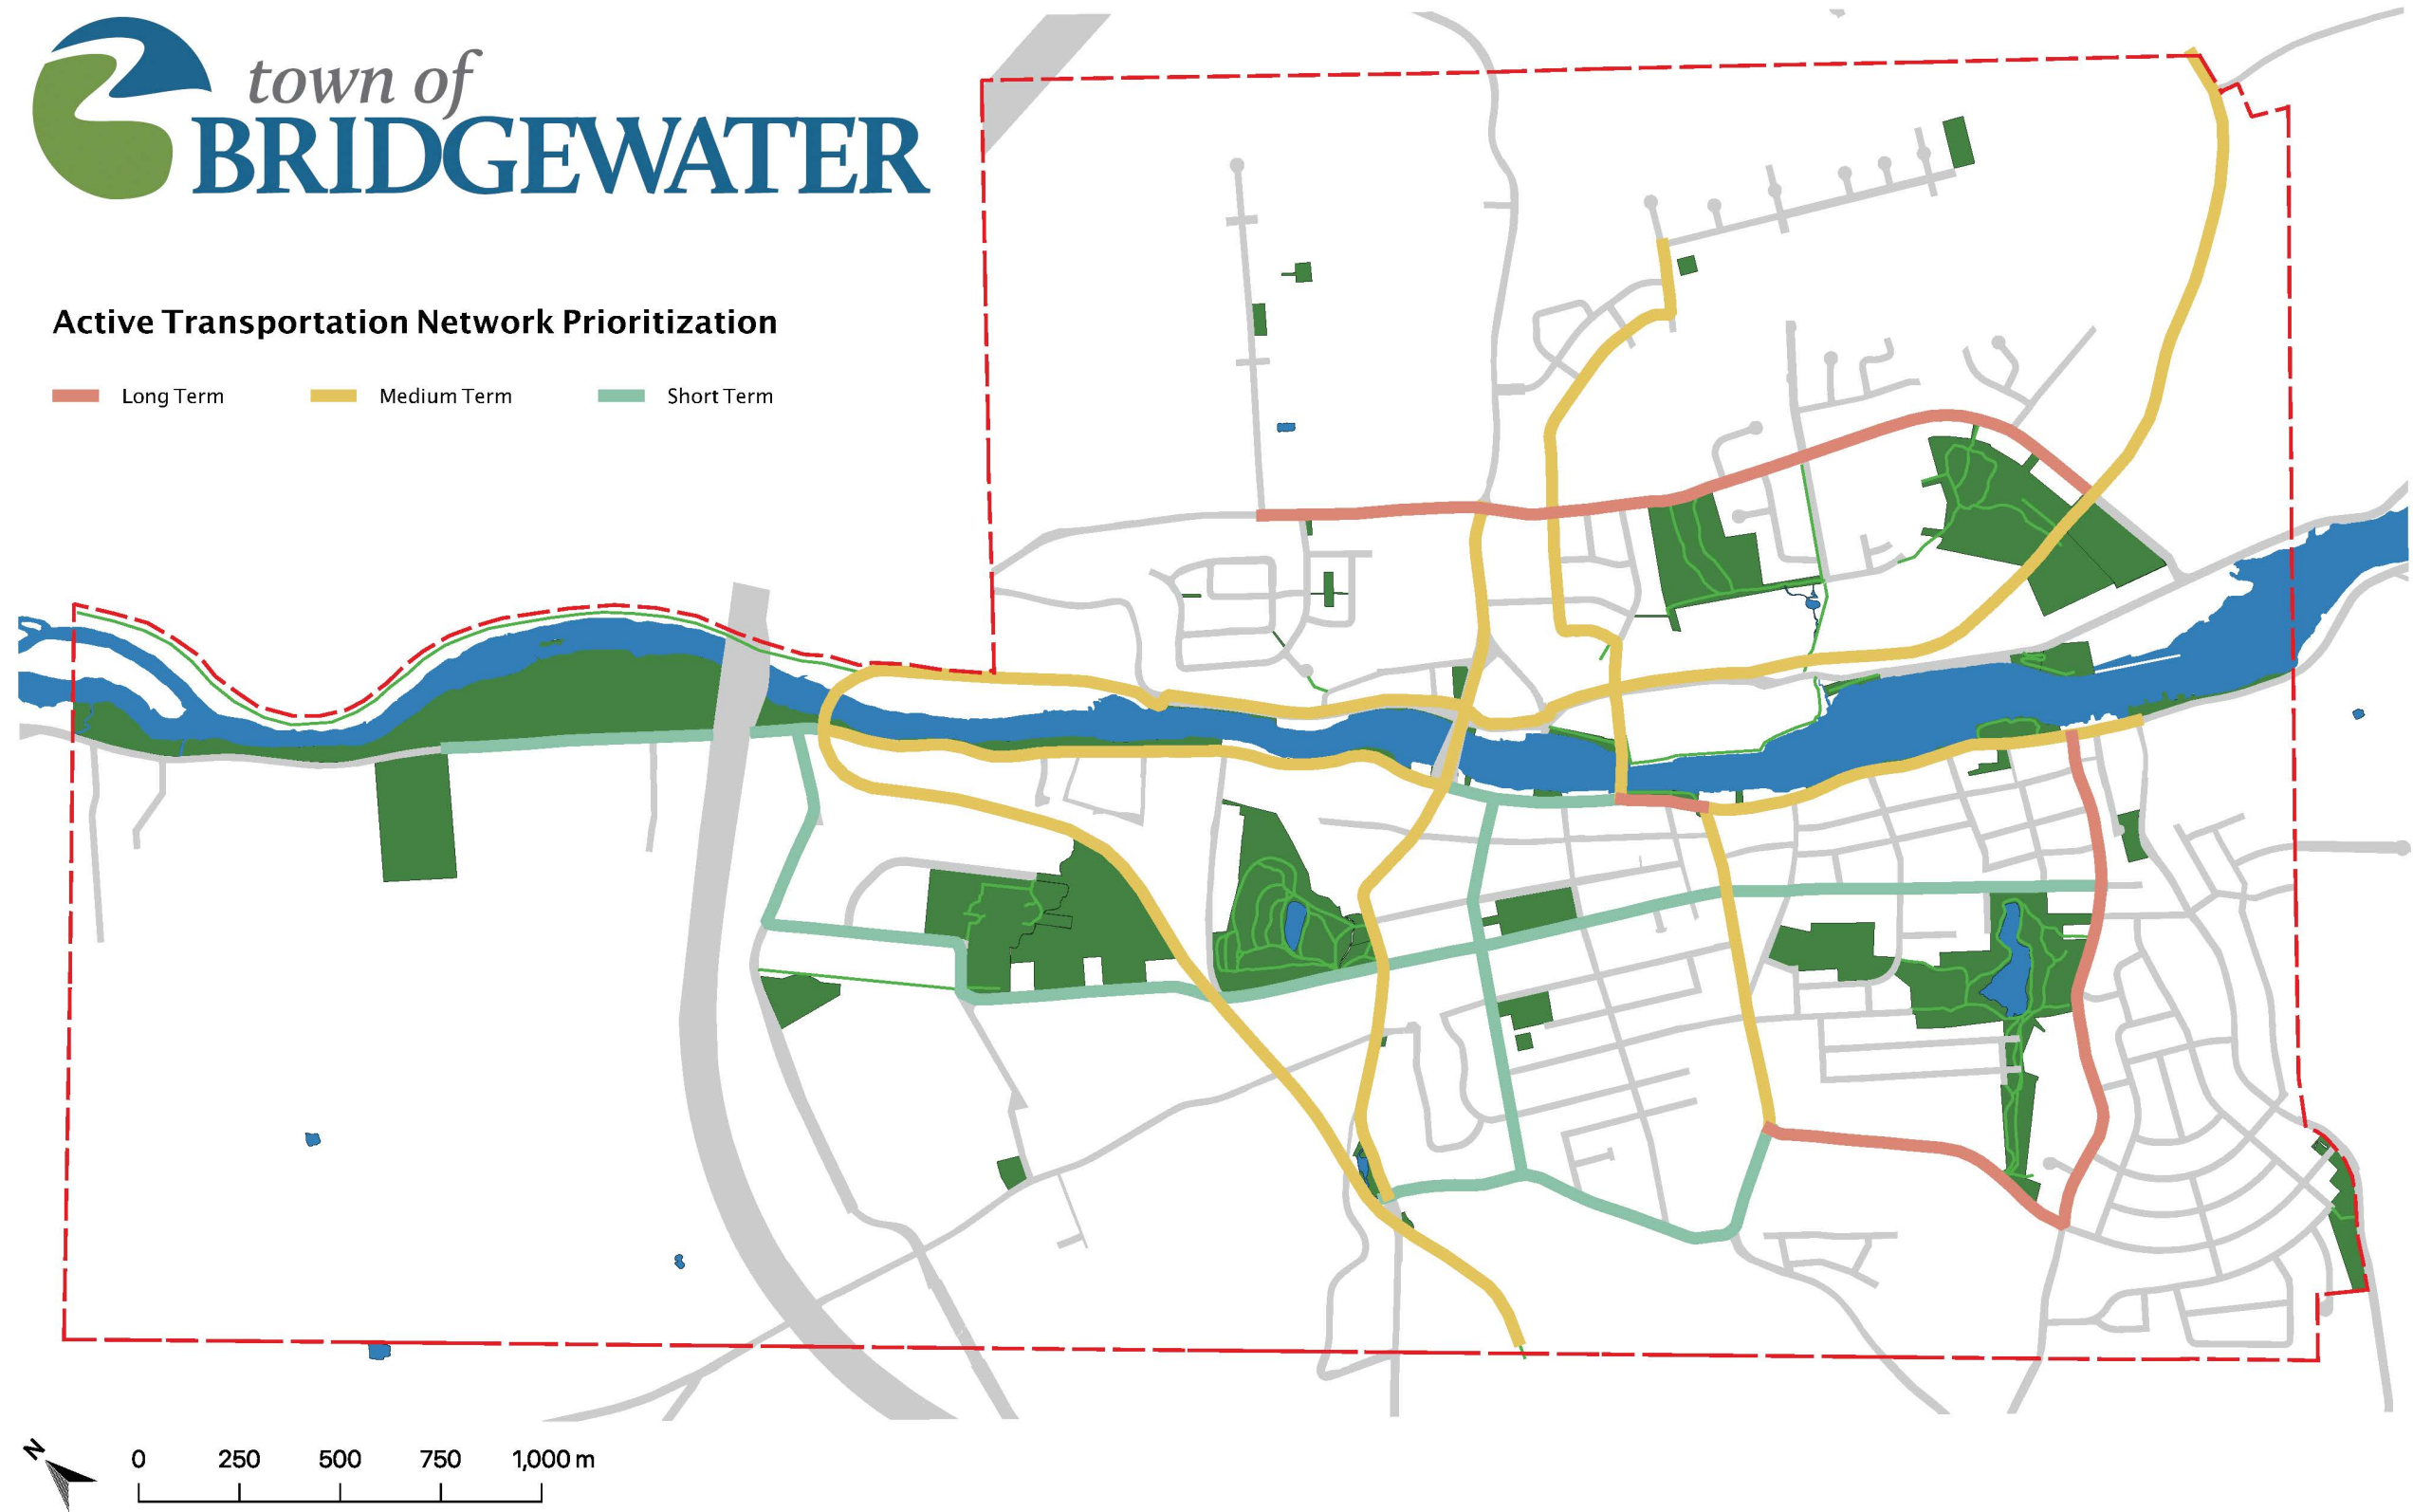 town of
BRIDGEWATER
Active Transportation Network Prioritization
Long Term Medium Term Short Term
N
0 250 500 750 1,000 m